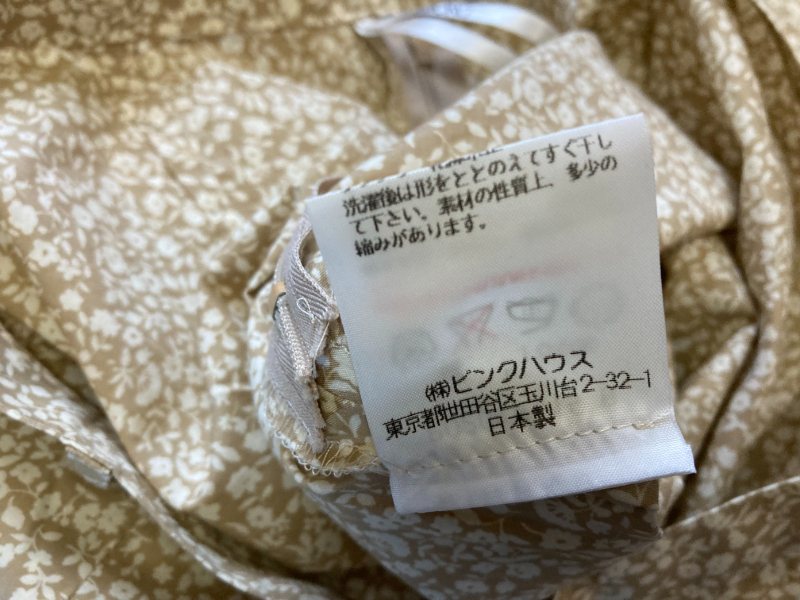 洗濯後は形をととのえてすぐ干し
て下さい。素材の性質上、多少の
縮みがあります。
㈱ピンクハウス
東京都世田谷区玉川台2-32-1
日本製